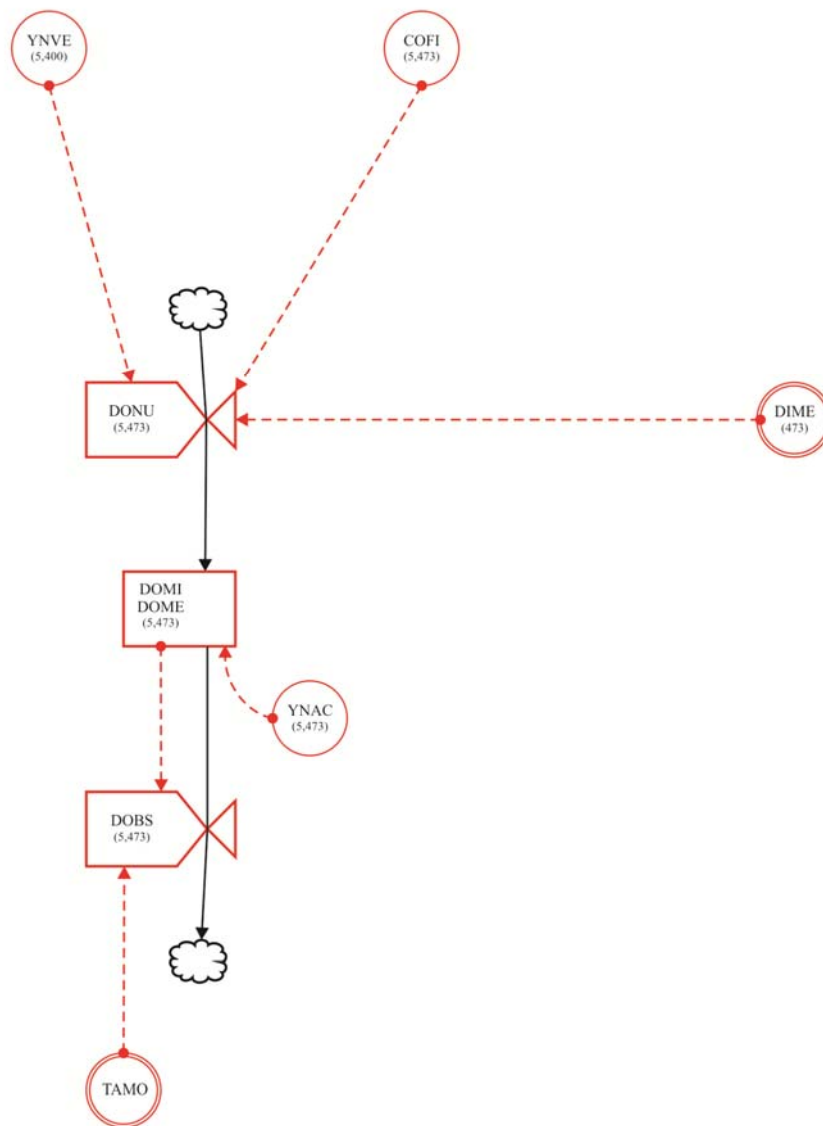 YNVE
(5,400)
COFI
(5,473)
DONU
(5,473)
DIME
(473)
DOMI
DOME
(5,473)
YNAC
(5,473)
DOBS
(5,473)
TAMO